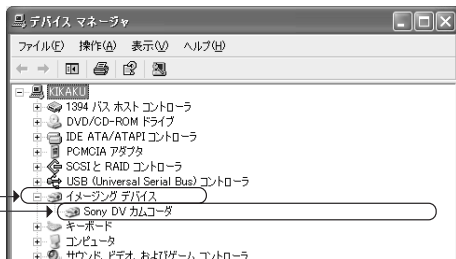 デバイス マネージャ
ファイル(F) 操作(A) 表示(V) ヘルプ(H)
KIKAKU
1394 バス ホスト コントローラ
DVD/CD-ROM ドライブ
IDE ATA/ATAPI コントローラ
PCMCIA アダプタ
SCSI と RAID コントローラ
USB (Universal Serial Bus) コントローラ
イメージング デバイス
Sony DV カムコーダ
キーボード
コンピュータ
サウンド、ビデオ、およびゲーム コントローラ